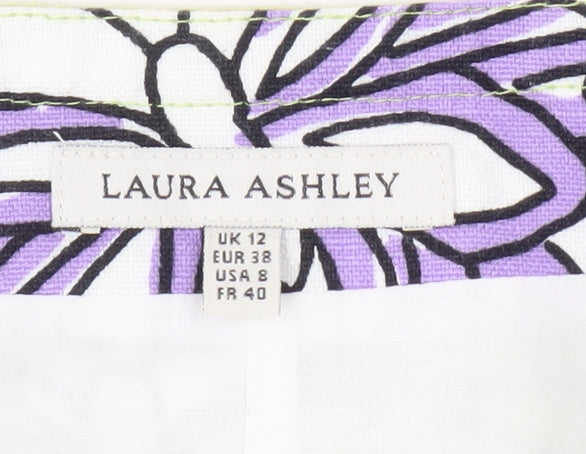 LAURA ASHLEY
UK 12
EUR 38
USA 8
FR 40